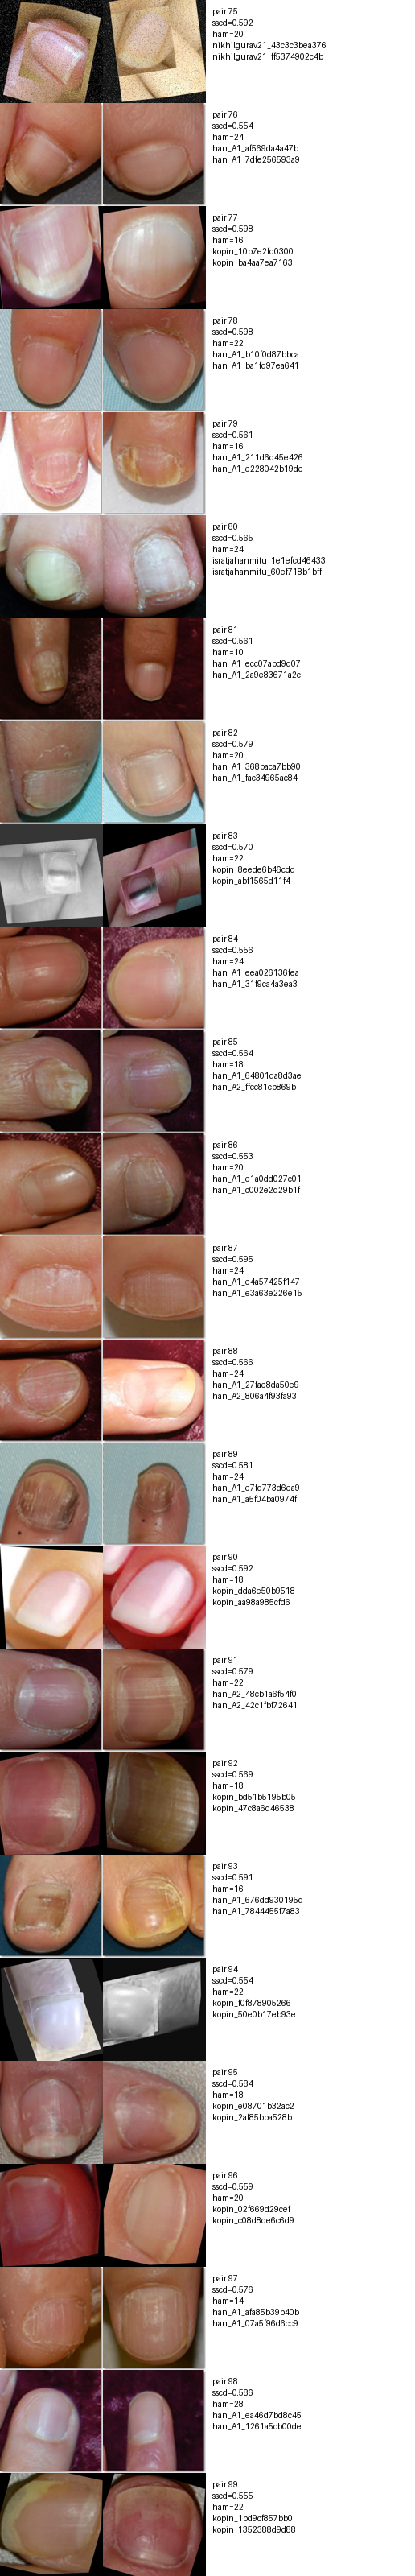 pair 75
sscd=0.592
ham=20
nikhilgurav21_43c3c3bea376
nikhilgurav21_ff5374902c4b
pair 76
sscd=0.554
ham=24
han_A1_af569da4a47b
han_A1_7dfe256593a9
pair 77
sscd=0.598
ham=16
kopin_10b7e2fd0300
kopin_ba4aa7ea7163
pair 78
sscd=0.598
ham=22
han_A1_b10f0d87bbca
han_A1_ba1fd97ea641
pair 79
sscd=0.561
ham=16
han_A1_211d6d45e426
han_A1_e228042b19de
pair 80
sscd=0.565
ham=24
isratjahanmitu_1e1efcd46433
isratjahanmitu_60ef718b1bff
pair 81
sscd=0.561
ham=10
han_A1_ecc07abd9d07
han_A1_2a9e83671a2c
pair 82
sscd=0.579
ham=20
han_A1_368baca7bb90
han_A1_fac34965ac84
pair 83
sscd=0.570
ham=22
kopin_8eede6b46cdd
kopin_abf1565d11f4
pair 84
sscd=0.556
ham=24
han_A1_eea026136fea
han_A1_31f9ca4a3ea3
pair 85
sscd=0.564
ham=18
han_A1_64801da8d3ae
han_A2_ffcc81cb869b
pair 86
sscd=0.553
ham=20
han_A1_e1a0dd027c01
han_A1_c002e2d29b1f
pair 87
sscd=0.595
ham=24
han_A1_e4a57425f147
han_A1_e3a63e226e15
pair 88
sscd=0.566
ham=24
han_A1_27fae8da50e9
han_A2_806a4f93fa93
pair 89
sscd=0.581
ham=24
han_A1_e7fd773d6ea9
han_A1_a5f04ba0974f
pair 90
sscd=0.592
ham=18
kopin_dda6e50b9518
kopin_aa98a985cfd6
pair 91
sscd=0.579
ham=22
han_A2_48cb1a6f54f0
han_A2_42c1fbf72641
pair 92
sscd=0.569
ham=18
kopin_bd51b5195b05
kopin_47c8a6d46538
pair 93
sscd=0.591
ham=16
han_A1_676dd930195d
han_A1_7844455f7a83
pair 94
sscd=0.554
ham=22
kopin_f0f878905266
kopin_50e0b17eb93e
pair 95
sscd=0.584
ham=18
kopin_e08701b32ac2
kopin_2af85bba528b
pair 96
sscd=0.559
ham=20
kopin_02f669d29cef
kopin_c08d8de6c6d9
pair 97
sscd=0.576
ham=14
han_A1_afa85b39b40b
han_A1_07a5f96d6cc9
pair 98
sscd=0.586
ham=28
han_A1_ea46d7bd8c45
han_A1_1261a5cb00de
pair 99
sscd=0.555
ham=22
kopin_1bd9cf857bb0
kopin_1352388d9d88